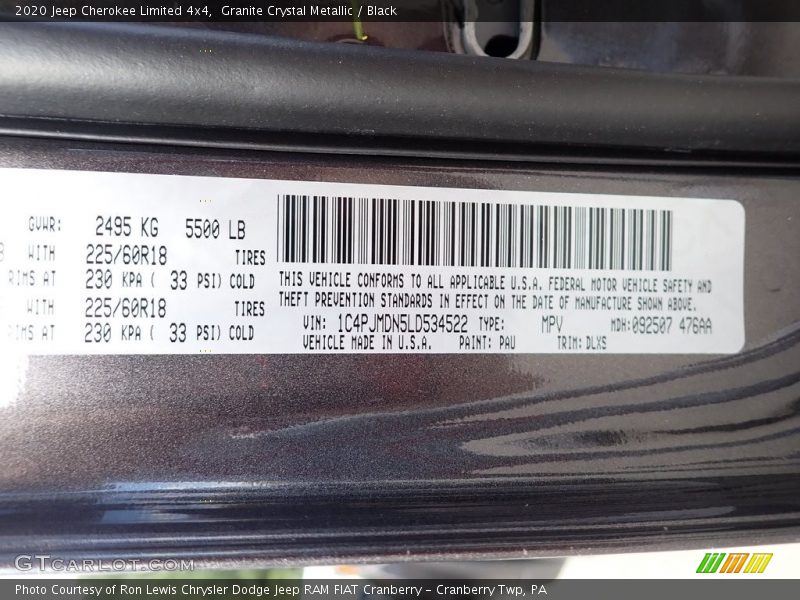 2020 Jeep Cherokee Limited 4x4,  Granite Crystal Metallic / Black
GVWR: 2495 KG 5500 LB
WITH 225/60R18 TIRES
RIMS AT 230 KPA ( 33 PSI) COLD
WITH 225/60R18 TIRES
RIMS AT 230 KPA ( 33 PSI) COLD
THIS VEHICLE CONFORMS TO ALL APPLICABLE U.S.A. FEDERAL MOTOR VEHICLE SAFETY AND
THEFT PREVENTION STANDARDS IN EFFECT ON THE DATE OF MANUFACTURE SHOWN ABOVE.
VIN: 1C4PJMDN5LD534522 TYPE: MPV MDH:092507 476AA
VEHICLE MADE IN U.S.A. PAINT: PAU TRIM: DLXS
GTcarlot.com
Photo Courtesy of Ron Lewis Chrysler Dodge Jeep RAM FIAT Cranberry - Cranberry Twp, PA